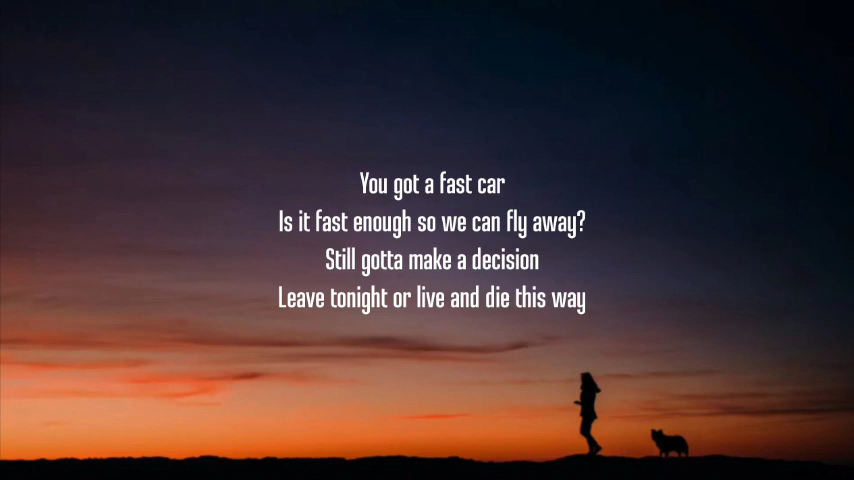 You got a fast car
Is it fast enough so we can fly away?
Still gotta make a decision
Leave tonight or live and die this way